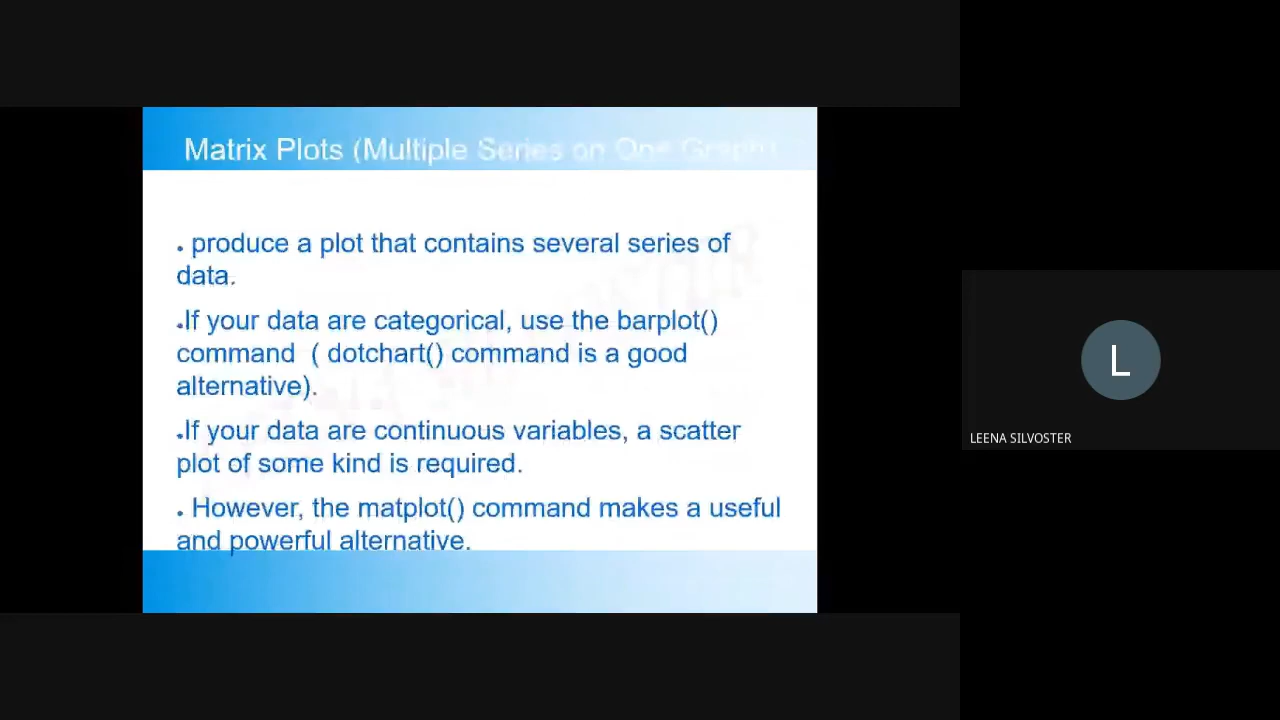 Matrix Plots (Multiple Series on One Graph)
. produce a plot that contains several series of
data.
.If your data are categorical, use the barplot()
command ( dotchart() command is a good
alternative).
.If your data are continuous variables, a scatter
plot of some kind is required.
. However, the matplot() command makes a useful
and powerful alternative.
L
LEENA SILVOSTER